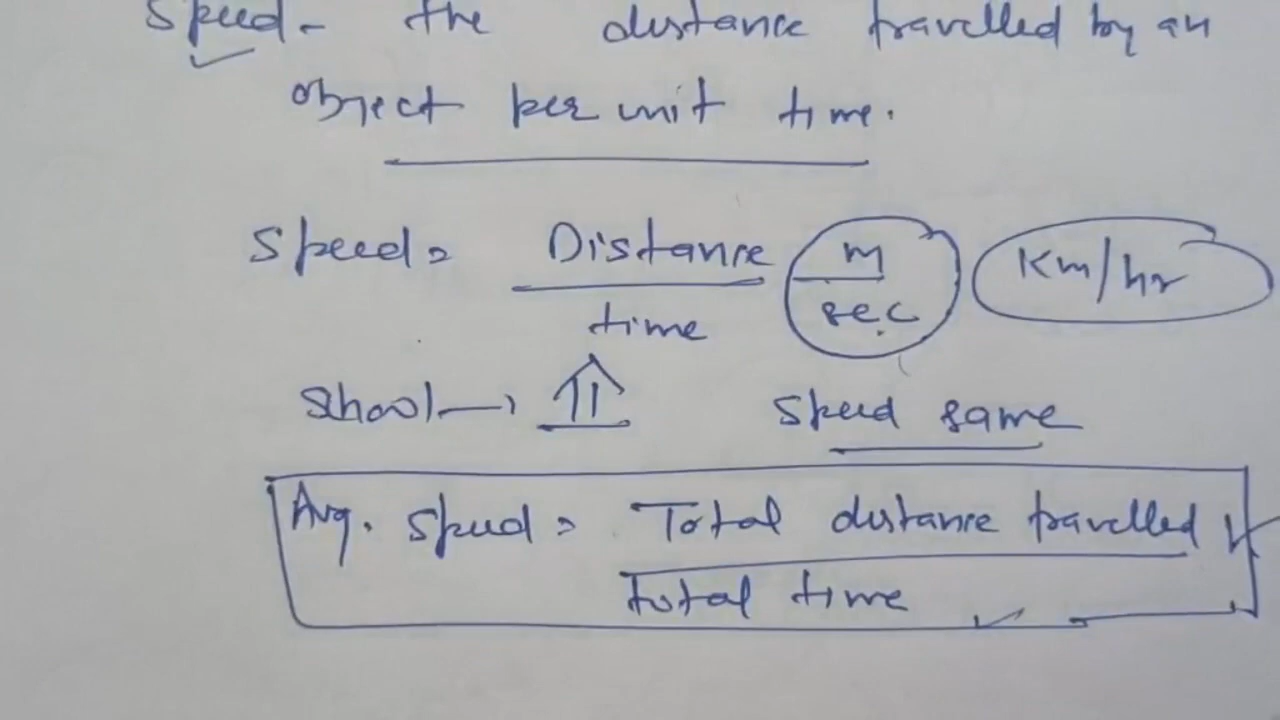 Speed - the distance travelled by an
object per unit time.
Speed = Distance / time m/sec Km/hr
School → Speed same
Avg. Speed = Total distance travelled
total time